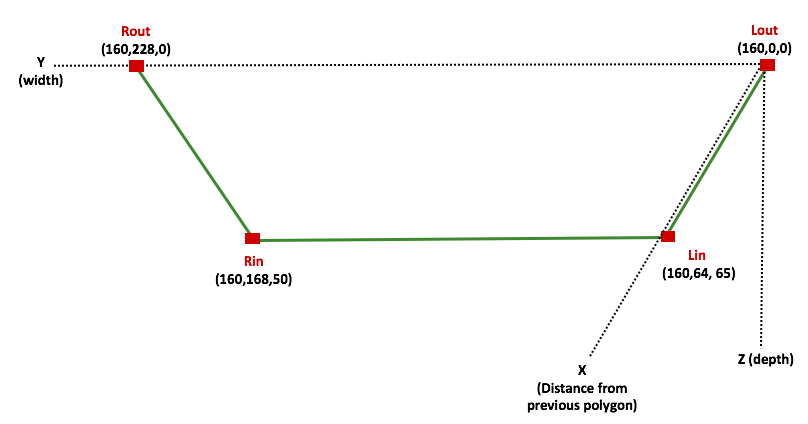 Rout
(160,228,0)
Lout
(160,0,0)
Y
(width)
Rin
(160,168,50)
Lin
(160,64, 65)
X
(Distance from
previous polygon)
Z (depth)